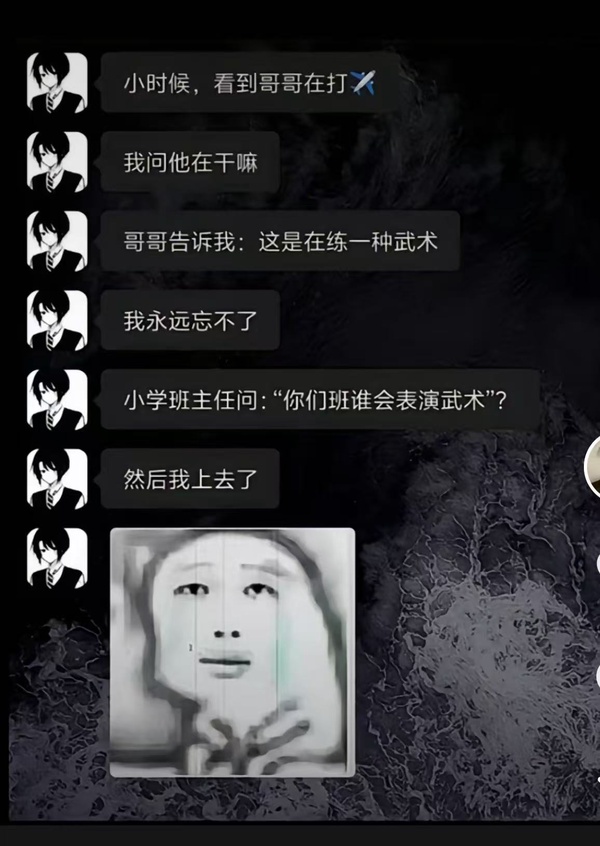 小时候，看到哥哥在打✈️
我问他在干嘛
哥哥告诉我：这是在练一种武术
我永远忘不了
小学班主任问：“你们班谁会表演武术”？
然后我上去了